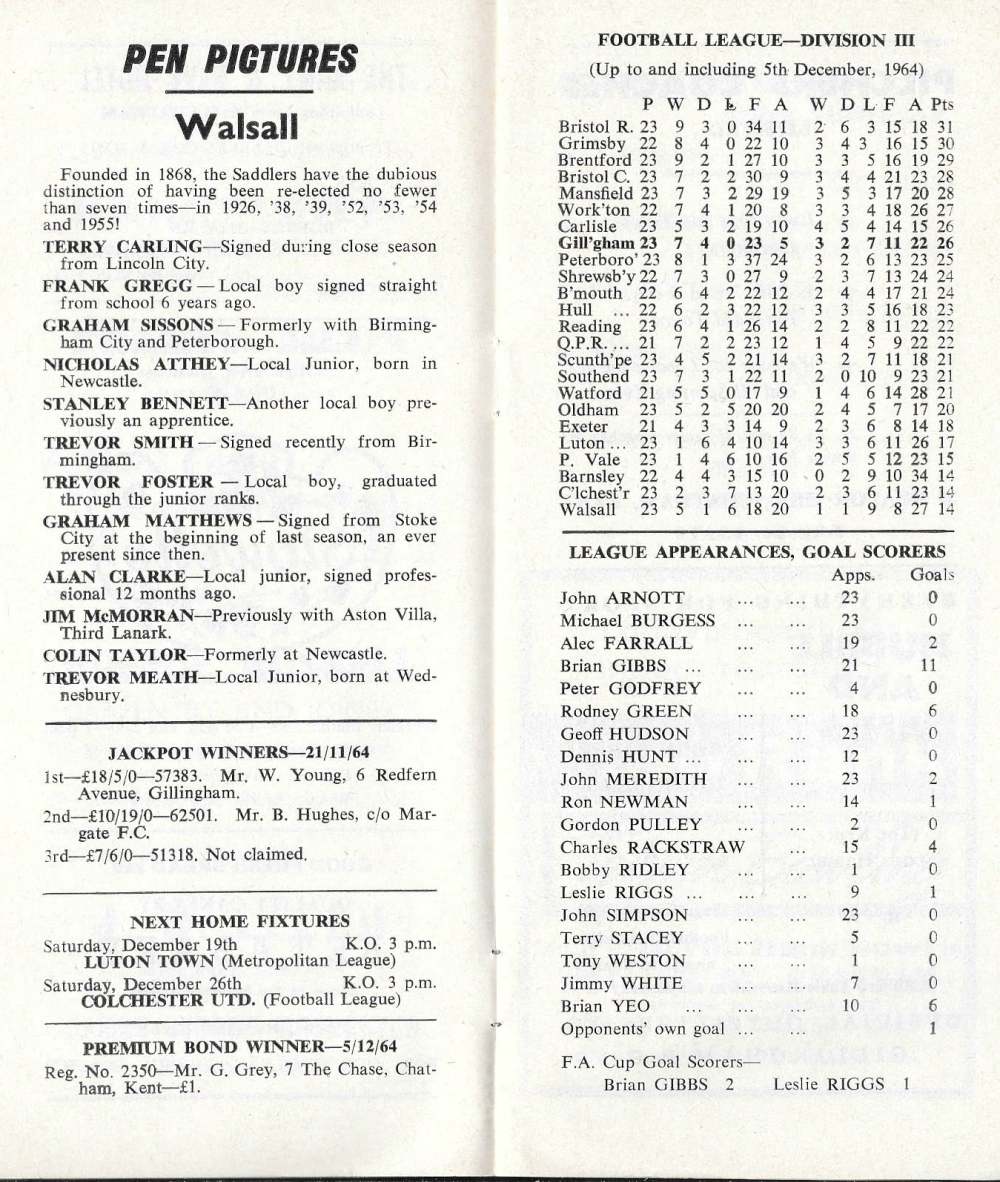 PEN PICTURES
Walsall
Founded in 1868, the Saddlers have the dubious
distinction of having been re-elected no fewer
than seven times—in 1926, '38, '39, '52, '53, '54
and 1955!
TERRY CARLING—Signed during close season
from Lincoln City.
FRANK GREGG — Local boy signed straight
from school 6 years ago.
GRAHAM SISSONS — Formerly with Birming-
ham City and Peterborough.
NICHOLAS ATTHEY—Local Junior, born in
Newcastle.
STANLEY BENNETT—Another local boy pre-
viously an apprentice.
TREVOR SMITH — Signed recently from Bir-
mingham.
TREVOR FOSTER — Local boy, graduated
through the junior ranks.
GRAHAM MATTHEWS — Signed from Stoke
City at the beginning of last season, an ever
present since then.
ALAN CLARKE—Local junior, signed profes-
sional 12 months ago.
JIM McMORRAN—Previously with Aston Villa,
Third Lanark.
COLIN TAYLOR—Formerly at Newcastle.
TREVOR MEATH—Local Junior, born at Wed-
nesbury.
JACKPOT WINNERS—21/11/64
1st—£18/5/0—57383. Mr. W. Young, 6 Redfern
Avenue, Gillingham.
2nd—£10/19/0—62501. Mr. B. Hughes, c/o Mar-
gate F.C.
3rd—£7/6/0—51318. Not claimed.
NEXT HOME FIXTURES
Saturday, December 19th K.O. 3 p.m.
LUTON TOWN (Metropolitan League)
Saturday, December 26th K.O. 3 p.m.
COLCHESTER UTD. (Football League)
PREMIUM BOND WINNER—5/12/64
Reg. No. 2350—Mr. G. Grey, 7 The Chase, Chat-
ham, Kent—£1.
FOOTBALL LEAGUE—DIVISION III
(Up to and including 5th December, 1964)
P W D L F A W D L F A Pts
Bristol R. 23 9 3 0 34 11 2 6 3 15 18 31
Grimsby 22 8 4 0 22 10 3 4 3 16 15 30
Brentford 23 9 2 1 27 10 3 3 5 16 19 29
Bristol C. 23 7 2 2 30 9 3 4 4 21 23 28
Mansfield 23 7 3 2 29 19 3 5 3 17 20 28
Work'ton 22 7 4 1 20 8 3 3 4 18 26 27
Carlisle 23 5 3 2 19 10 4 5 4 14 15 26
Gill'gham 23 7 4 0 23 5 3 2 7 11 22 26
Peterboro' 23 8 1 3 37 24 3 2 6 13 23 25
Shrewsb'y 22 7 3 0 27 9 2 3 7 13 24 24
B'mouth 22 6 4 2 22 12 2 4 4 17 21 24
Hull ... 22 6 2 3 22 12 3 3 5 16 18 23
Reading 23 6 4 1 26 14 2 2 8 11 22 22
Q.P.R. ... 21 7 2 2 23 12 1 4 5 9 22 22
Scunth'pe 23 4 5 2 21 14 3 2 7 11 18 21
Southend 23 7 3 1 22 11 2 0 10 9 23 21
Watford 21 5 5 0 17 9 1 4 6 14 28 21
Oldham 23 5 2 5 20 20 2 4 5 7 17 20
Exeter 21 4 3 3 14 9 2 3 6 8 14 18
Luton ... 23 1 6 4 10 14 3 3 6 11 26 17
P. Vale 23 1 4 6 10 16 2 5 5 12 23 15
Barnsley 22 4 4 3 15 10 0 2 9 10 34 14
C'lchest'r 23 2 3 7 13 20 2 3 6 11 23 14
Walsall 23 5 1 6 18 20 1 1 9 8 27 14
LEAGUE APPEARANCES, GOAL SCORERS
Apps. Goals
John ARNOTT ... ... 23 0
Michael BURGESS ... ... 23 0
Alec FARRALL ... ... 19 2
Brian GIBBS ... ... ... 21 11
Peter GODFREY ... ... 4 0
Rodney GREEN ... ... 18 6
Geoff HUDSON ... ... 23 0
Dennis HUNT ... ... ... 12 0
John MEREDITH ... ... 23 2
Ron NEWMAN ... ... 14 1
Gordon PULLEY ... ... 2 0
Charles RACKSTRAW ... 15 4
Bobby RIDLEY ... ... 1 0
Leslie RIGGS ... ... ... 9 1
John SIMPSON ... ... 23 0
Terry STACEY ... ... 5 0
Tony WESTON ... ... 1 0
Jimmy WHITE ... ... 7 0
Brian YEO ... ... ... 10 6
Opponents' own goal ... 1
F.A. Cup Goal Scorers—
Brian GIBBS 2 Leslie RIGGS 1